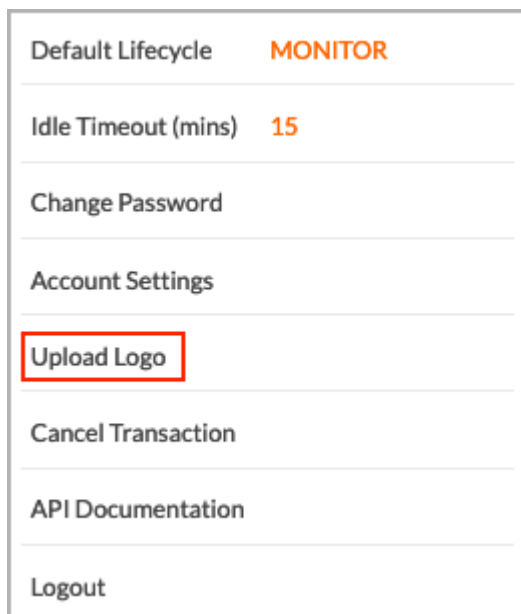 Default Lifecycle MONITOR
Idle Timeout (mins) 15
Change Password
Account Settings
Upload Logo
Cancel Transaction
API Documentation
Logout